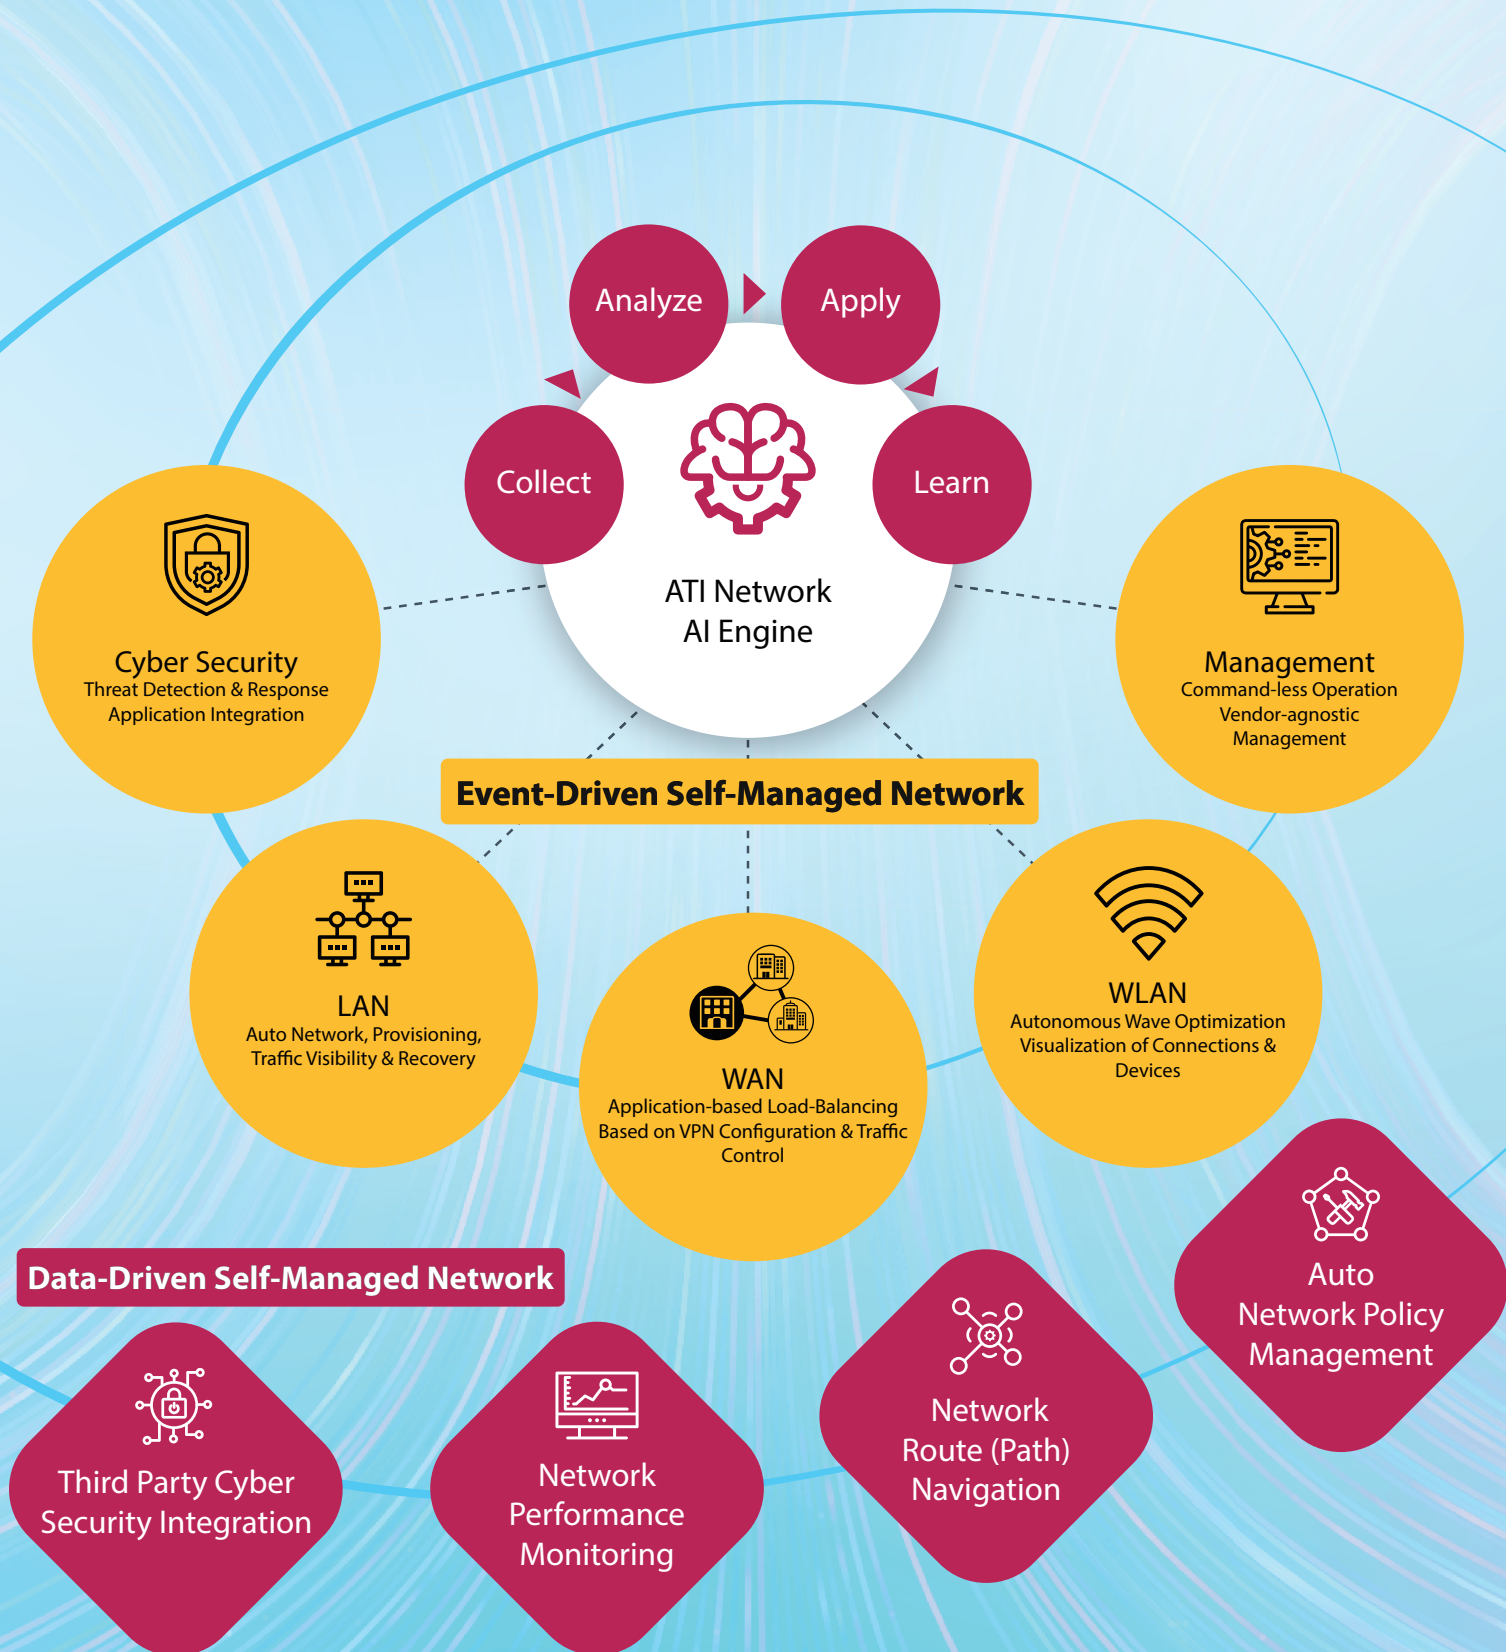 Analyze
Apply
Collect
Learn
ATI Network
AI Engine
Cyber Security
Threat Detection & Response
Application Integration
Management
Command-less Operation
Vendor-agnostic
Management
Event-Driven Self-Managed Network
LAN
Auto Network, Provisioning,
Traffic Visibility & Recovery
WAN
Application-based Load-Balancing
Based on VPN Configuration & Traffic
Control
WLAN
Autonomous Wave Optimization
Visualization of Connections &
Devices
Data-Driven Self-Managed Network
Third Party Cyber
Security Integration
Network
Performance
Monitoring
Network
Route (Path)
Navigation
Auto
Network Policy
Management